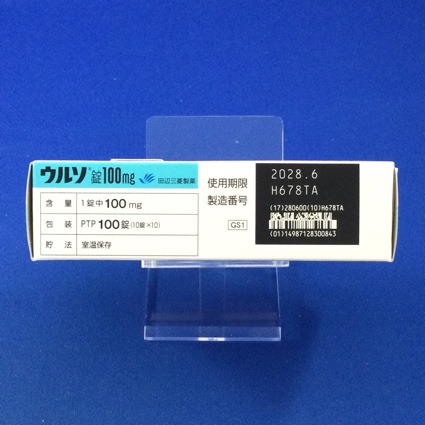 ウルソ®錠100mg 田辺三菱製薬
含量 1錠中100mg
包装 PTP 100錠(10錠×10)
貯法 室温保存
使用期限 2028.6
製造番号 H678TA
GS1
(17)280600(10)H678TA
(01)14987128300843